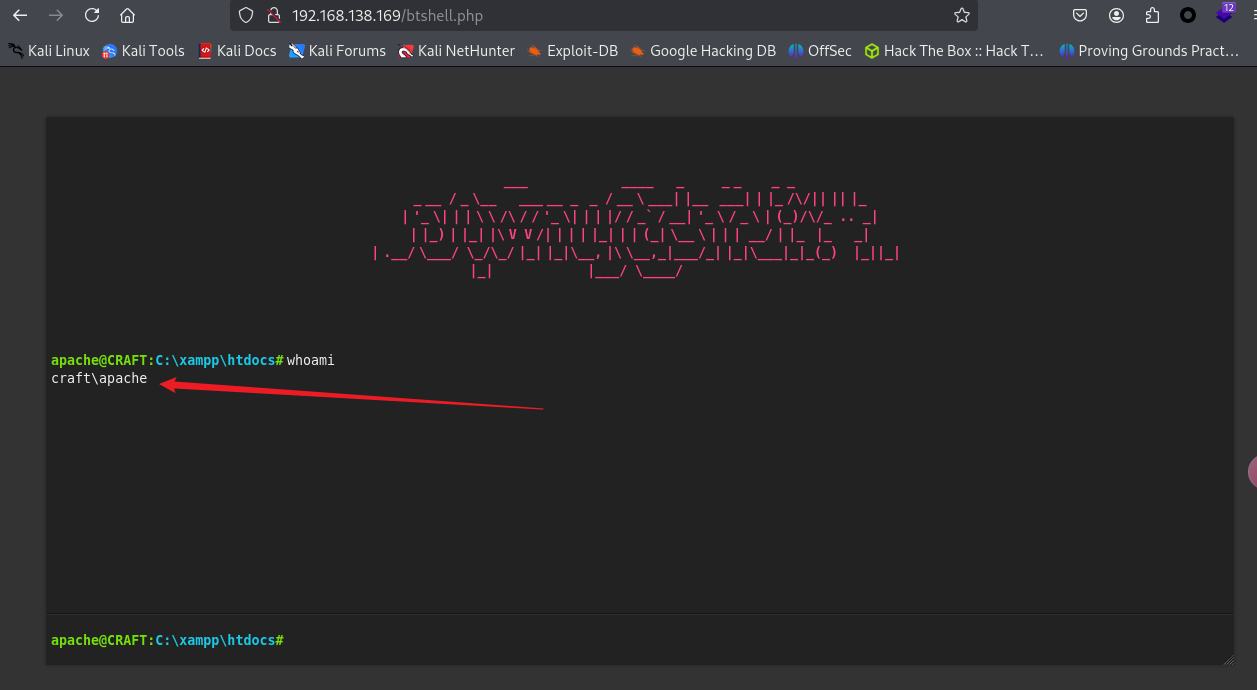 192.168.138.169/btshell.php
12
Kali Linux Kali Tools Kali Docs Kali Forums Kali NetHunter Exploit-DB Google Hacking DB OffSec Hack The Box :: Hack T… Proving Grounds Pract…
p0wny@shell:~#
apache@CRAFT:C:\xampp\htdocs# whoami
craft\apache
apache@CRAFT:C:\xampp\htdocs#